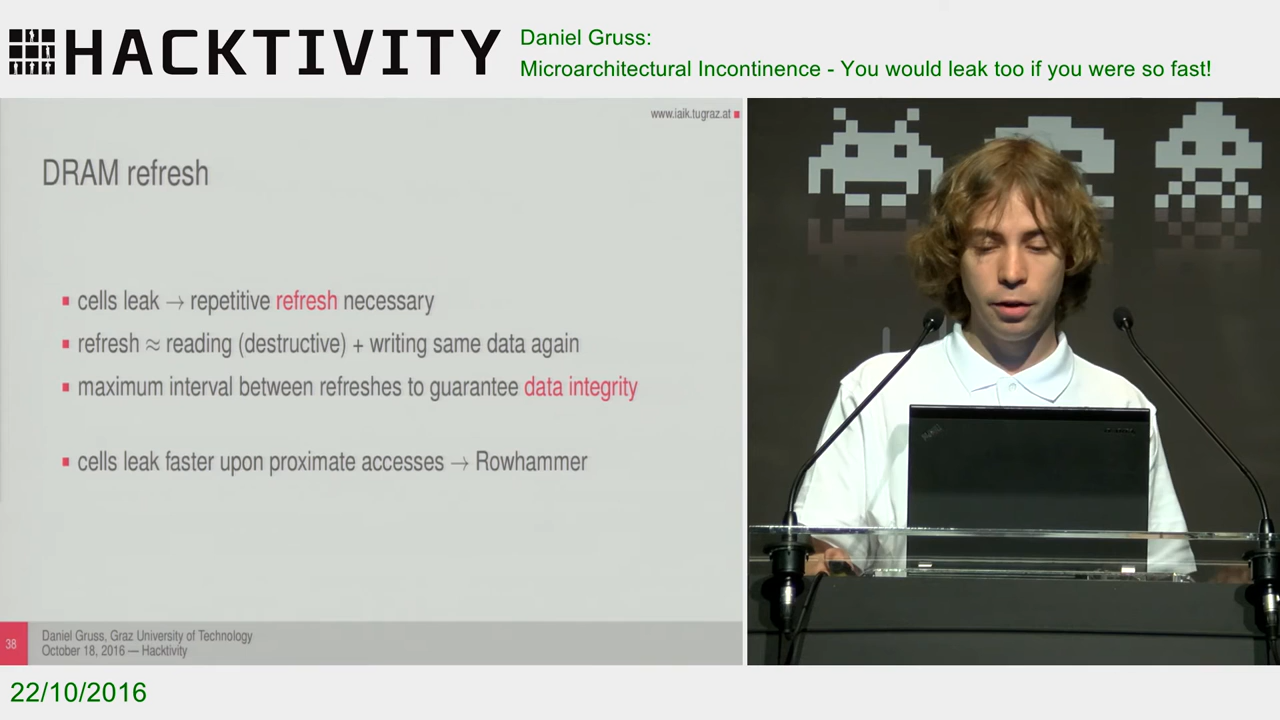 HACKTIVITY
Daniel Gruss:
Microarchitectural Incontinence - You would leak too if you were so fast!
www.iaik.tugraz.at
DRAM refresh
cells leak → repetitive refresh necessary
refresh ≈ reading (destructive) + writing same data again
maximum interval between refreshes to guarantee data integrity
cells leak faster upon proximate accesses → Rowhammer
38
Daniel Gruss, Graz University of Technology
October 18, 2016 — Hacktivity
22/10/2016